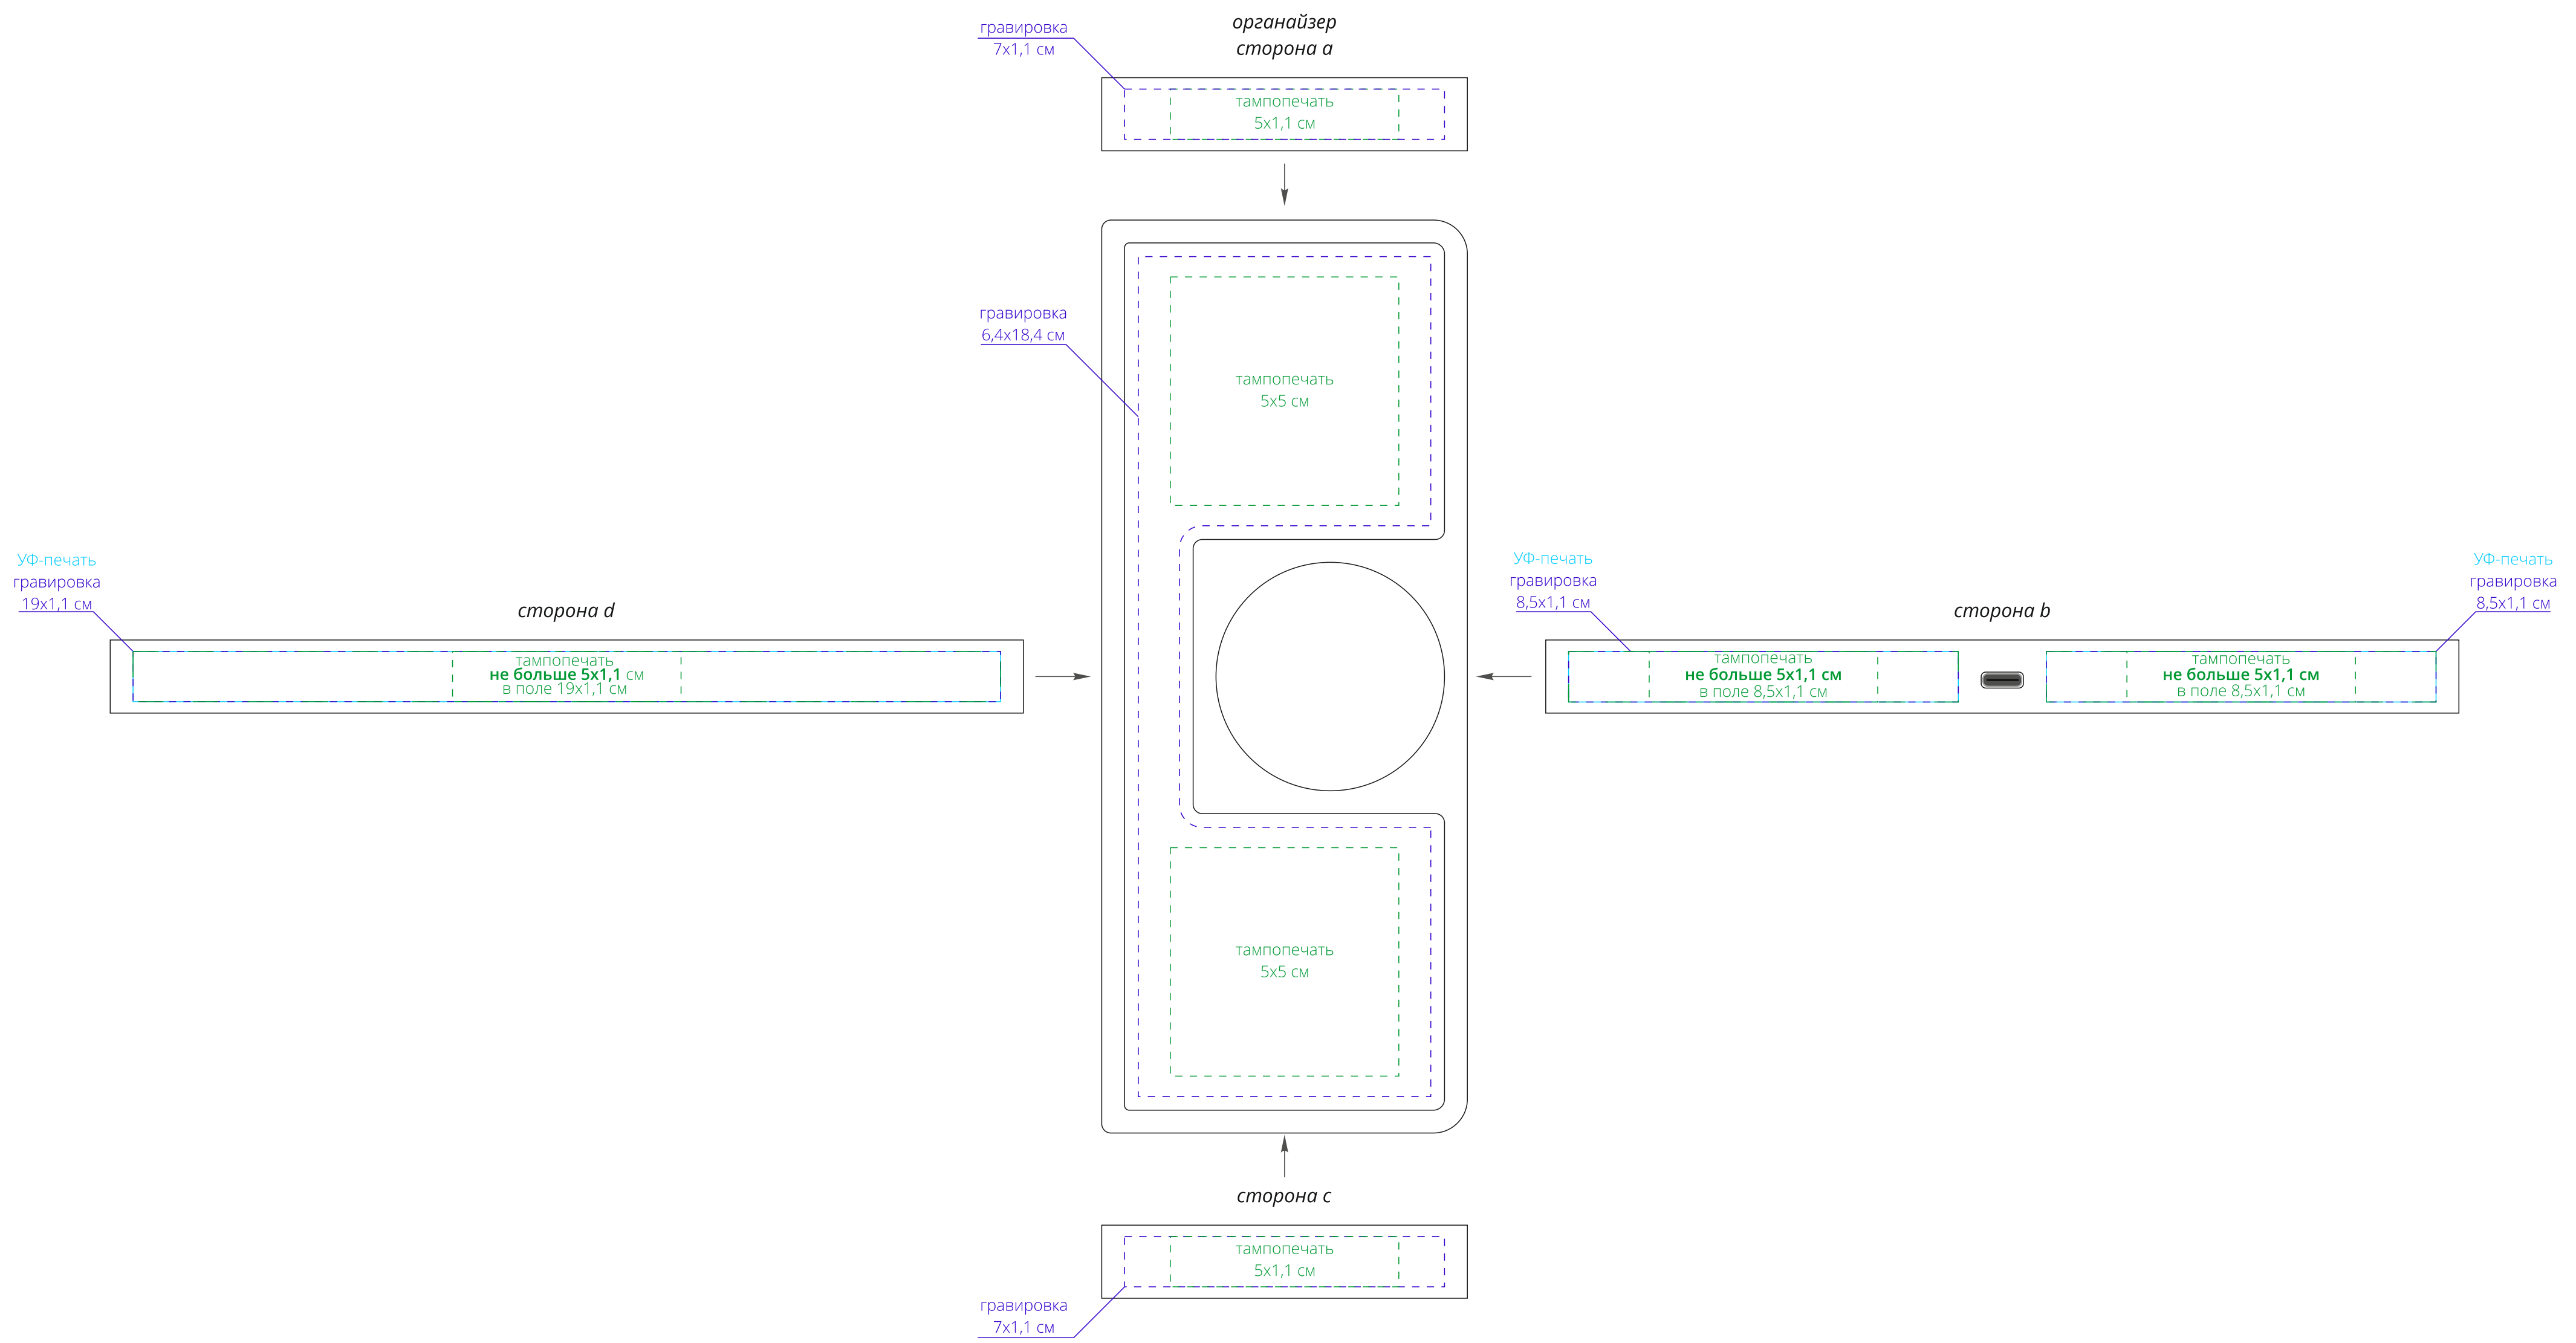 гравировка
7х1,1 см
органайзер
сторона a
тампопечать
5х1,1 см
гравировка
6,4х18,4 см
тампопечать
5х5 см
УФ-печать
гравировка
19х1,1 см
сторона d
тампопечать
не больше 5х1,1 см
в поле 19х1,1 см
УФ-печать
гравировка
8,5х1,1 см
сторона b
УФ-печать
гравировка
8,5х1,1 см
тампопечать
не больше 5х1,1 см
в поле 8,5х1,1 см
тампопечать
не больше 5х1,1 см
в поле 8,5х1,1 см
тампопечать
5х5 см
сторона c
тампопечать
5х1,1 см
гравировка
7х1,1 см